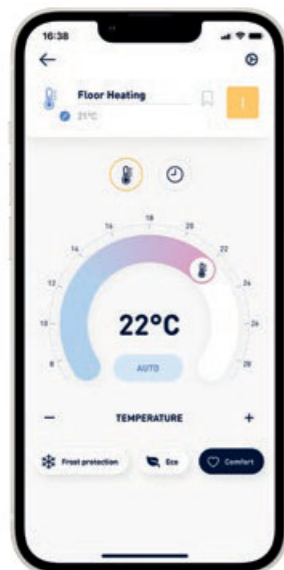 16:38
Floor Heating
21°C
18
16
20
14
22
12
24
10
26
8
28
22°C
AUTO
− TEMPERATURE +
Frost protection Eco Comfort